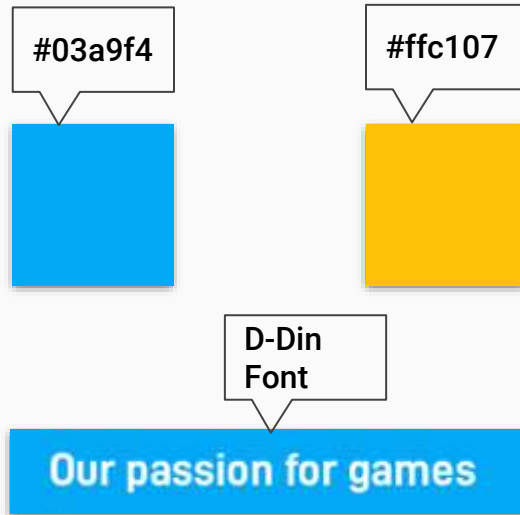 #03a9f4
#ffc107
D-Din
Font
Our passion for games